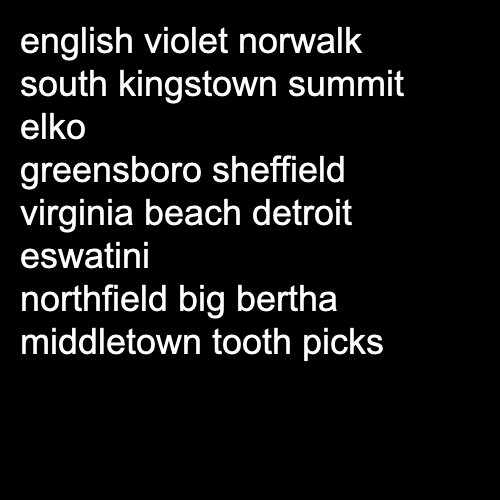 english violet norwalk
south kingstown summit
elko
greensboro sheffield
virginia beach detroit
eswatini
northfield big bertha
middletown tooth picks